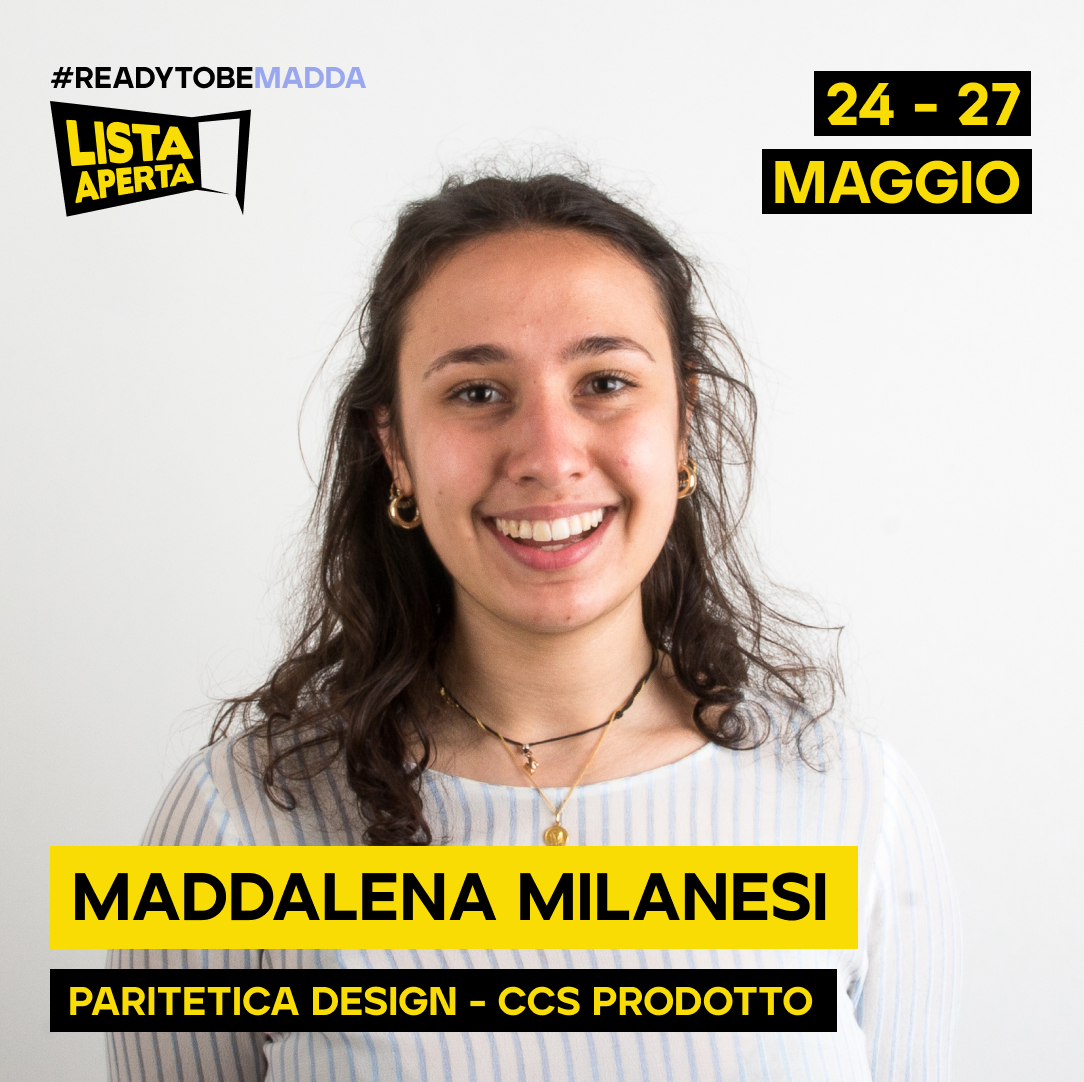 #READYTOBEMADDA
LISTA
APERTA
24 - 27
MAGGIO
MADDALENA MILANESI
PARITETICA DESIGN - CCS PRODOTTO